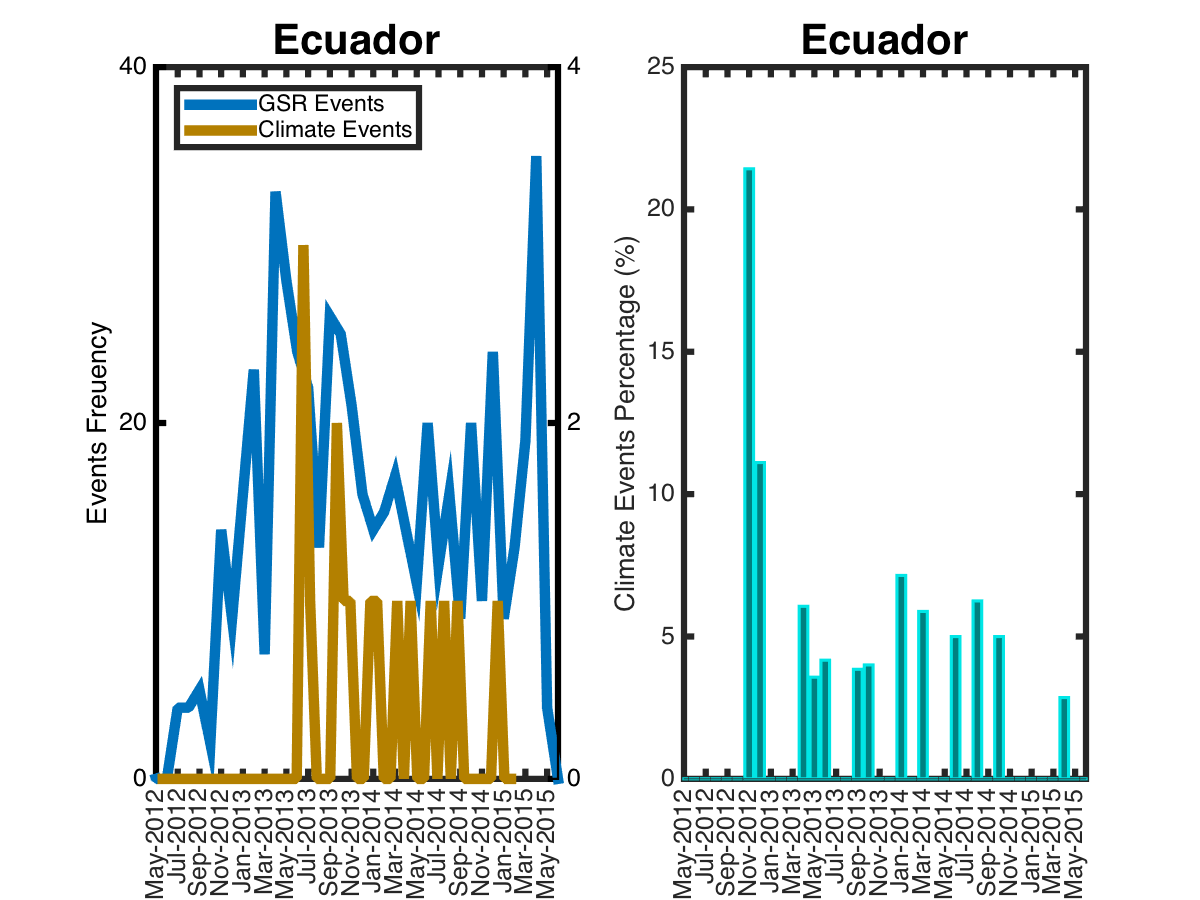 Ecuador
40
4
GSR Events
Climate Events
20
2
Events Freuency
0
0
May-2012
Jul-2012
Sep-2012
Nov-2012
Jan-2013
Mar-2013
May-2013
Jul-2013
Sep-2013
Nov-2013
Jan-2014
Mar-2014
May-2014
Jul-2014
Sep-2014
Nov-2014
Jan-2015
Mar-2015
May-2015
Ecuador
25
20
15
10
5
0
Climate Events Percentage (%)
May-2012
Jul-2012
Sep-2012
Nov-2012
Jan-2013
Mar-2013
May-2013
Jul-2013
Sep-2013
Nov-2013
Jan-2014
Mar-2014
May-2014
Jul-2014
Sep-2014
Nov-2014
Jan-2015
Mar-2015
May-2015